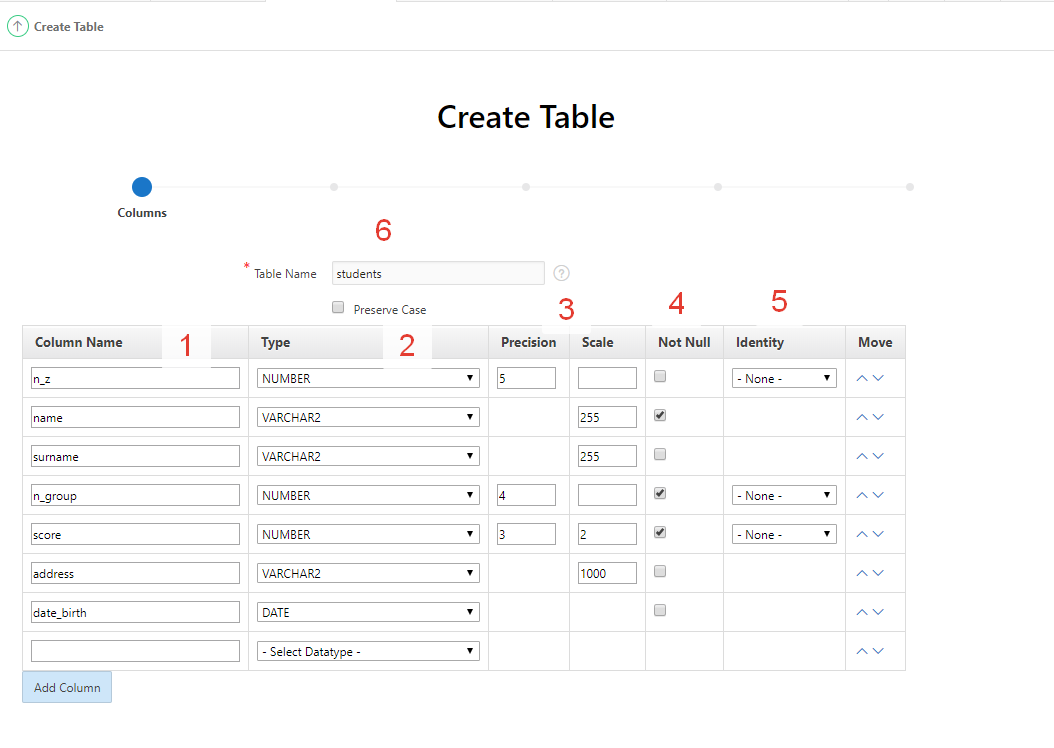 Create Table
Create Table
Columns
6
* Table Name students ?
Preserve Case
3 4 5
Column Name 1 Type 2 Precision Scale Not Null Identity Move
n_z NUMBER 5 - None -
name VARCHAR2 255
surname VARCHAR2 255
n_group NUMBER 4 - None -
score NUMBER 3 2 - None -
address VARCHAR2 1000
date_birth DATE
- Select Datatype -
Add Column